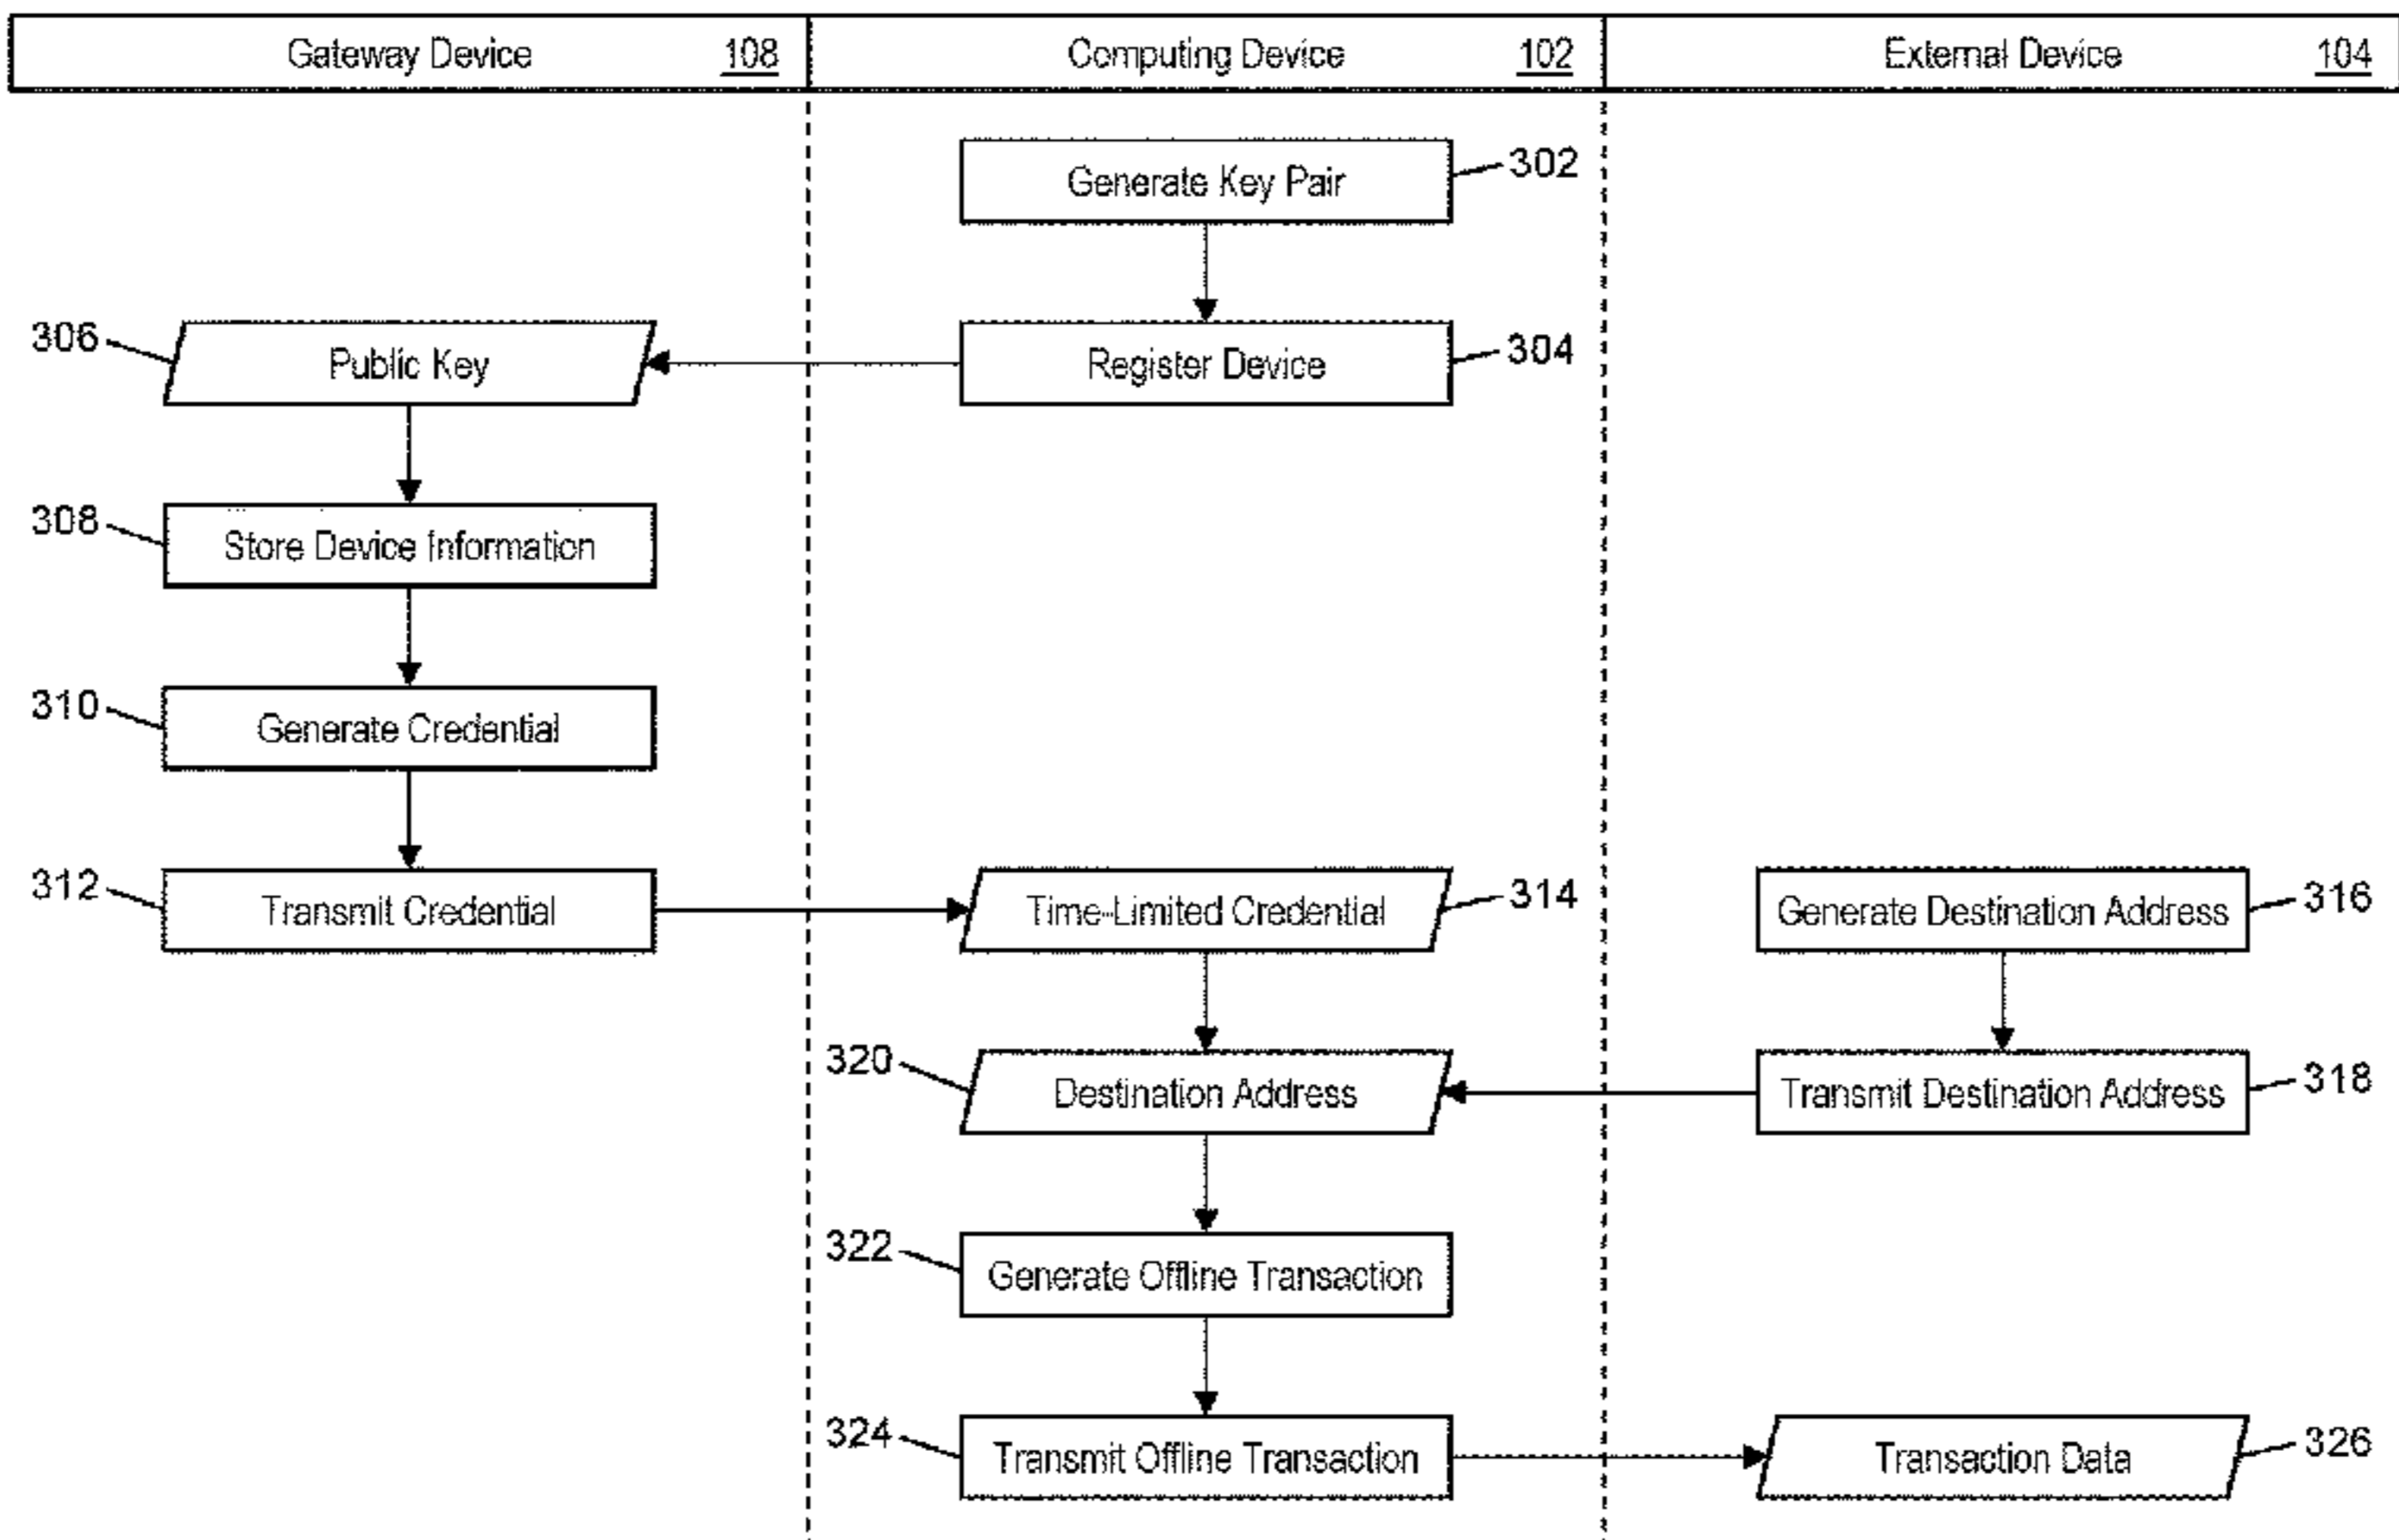 Gateway Device 108 Computing Device 102 External Device 104
Generate Key Pair 302
306 Public Key Register Device 304
308 Store Device Information
310 Generate Credential
312 Transmit Credential Time-Limited Credential 314 Generate Destination Address 316
320 Destination Address Transmit Destination Address 318
322 Generate Offline Transaction
324 Transmit Offline Transaction Transaction Data 326